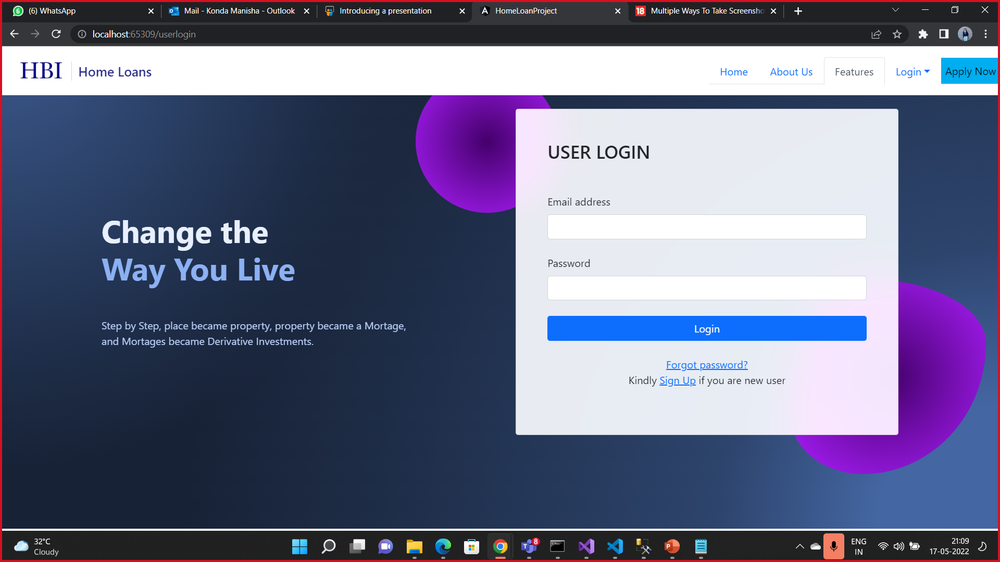 6 (6) WhatsApp
Mail - Konda Manisha - Outlook
Introducing a presentation
HomeLoanProject
18 Multiple Ways To Take Screensho
localhost:65309/userlogin
HBI Home Loans
Home
About Us
Features
Login
Apply Now
Change the
Way You Live
Step by Step, place became property, property became a Mortage,
and Mortages became Derivative Investments.
USER LOGIN
Email address
Password
Login
Forgot password?
Kindly Sign Up if you are new user
32°C
Cloudy
8
ENG
IN
21:09
17-05-2022